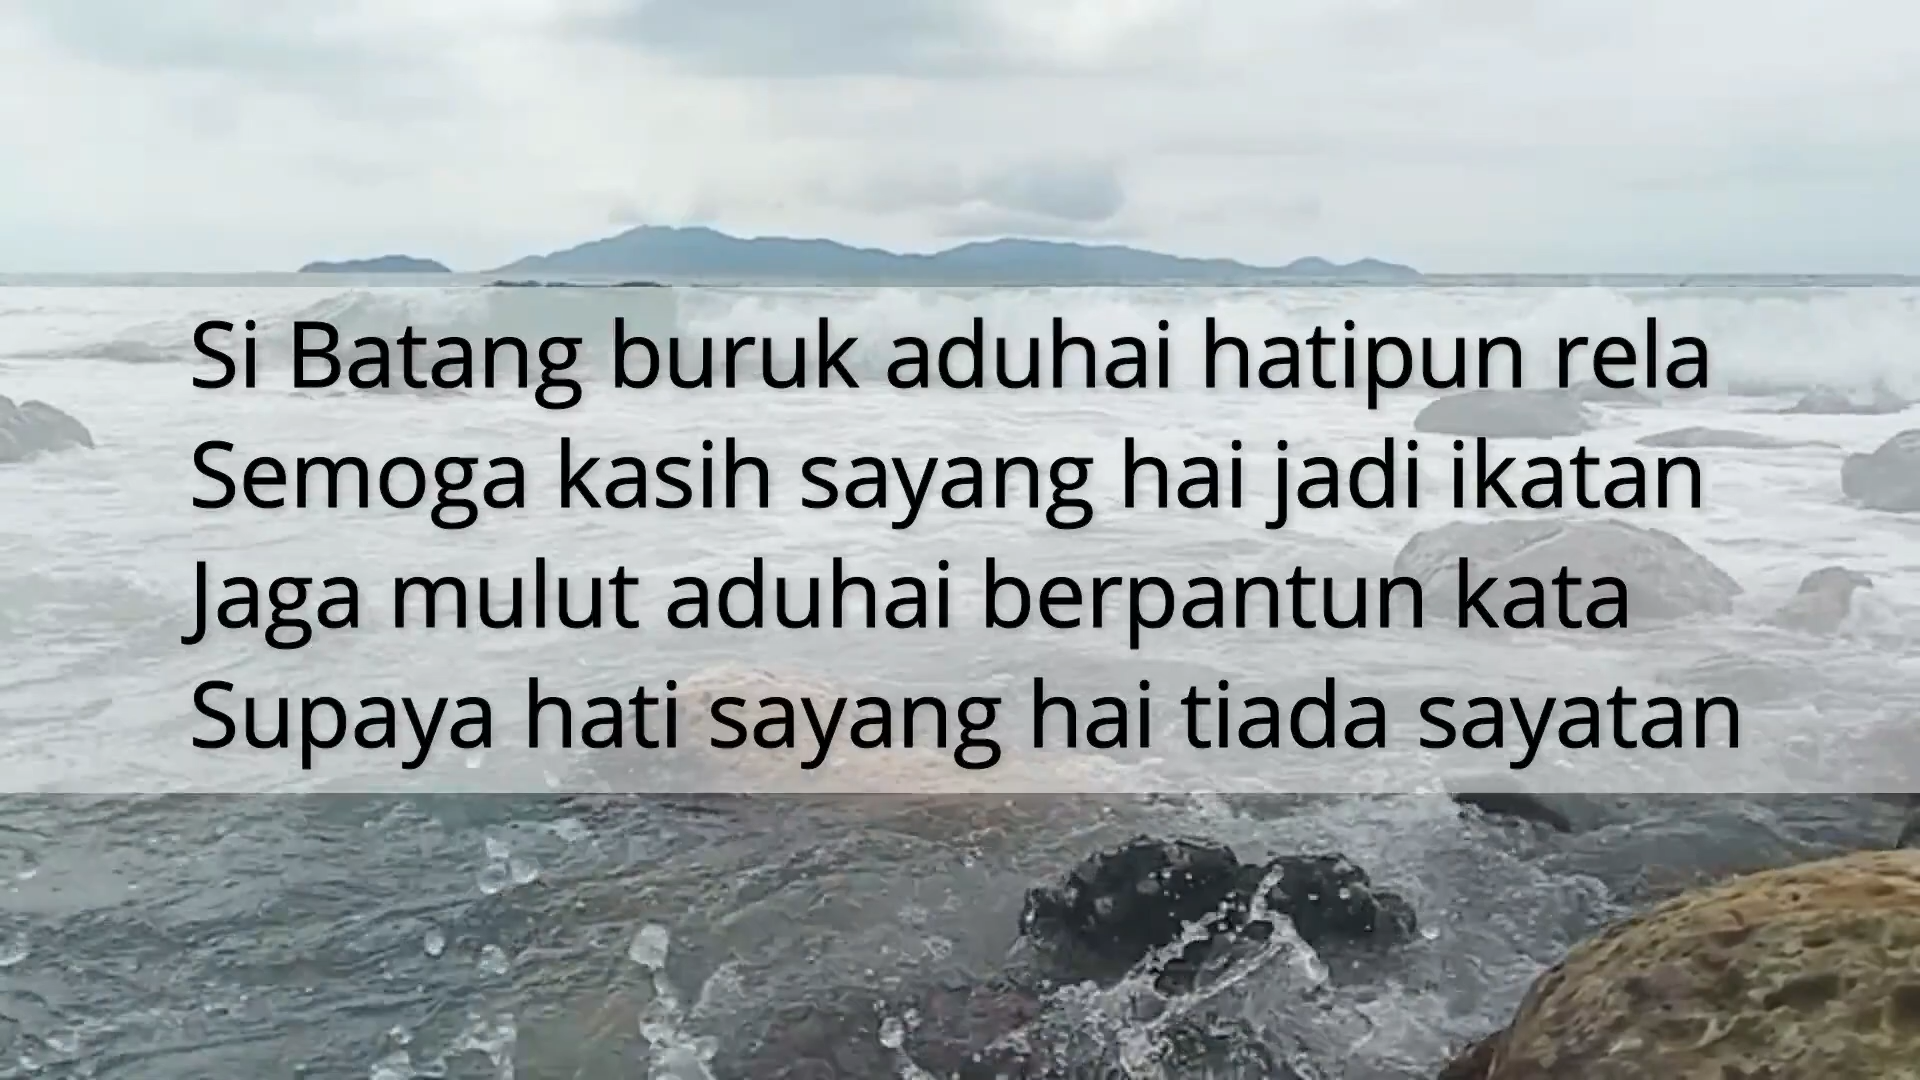 Si Batang buruk aduhai hatipun rela
Semoga kasih sayang hai jadi ikatan
Jaga mulut aduhai berpantun kata
Supaya hati sayang hai tiada sayatan